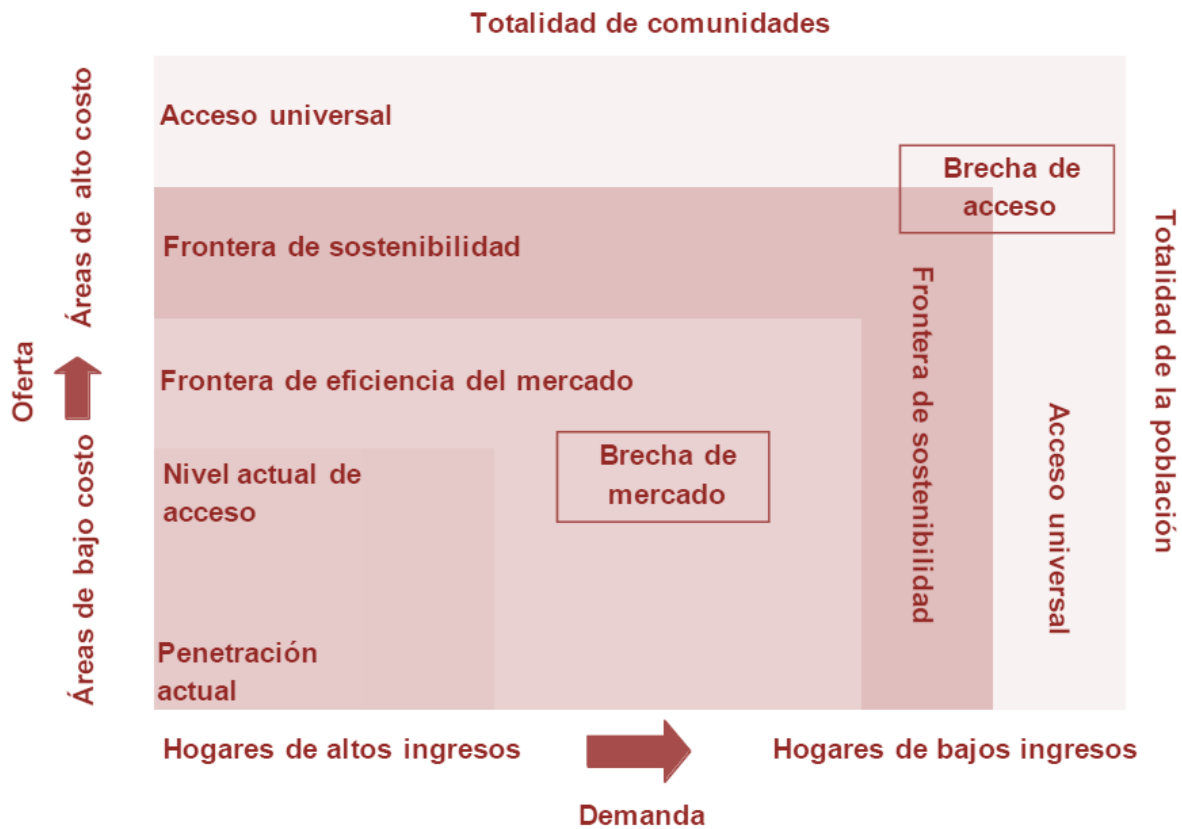 Totalidad de comunidades
Áreas de alto costo
Acceso universal
Brecha de
acceso
Frontera de sostenibilidad
Totalidad de la población
Oferta
Frontera de eficiencia del mercado
Frontera de sostenibilidad
Acceso universal
Áreas de bajo costo
Nivel actual de
acceso
Brecha de
mercado
Penetración
actual
Hogares de altos ingresos
Hogares de bajos ingresos
Demanda